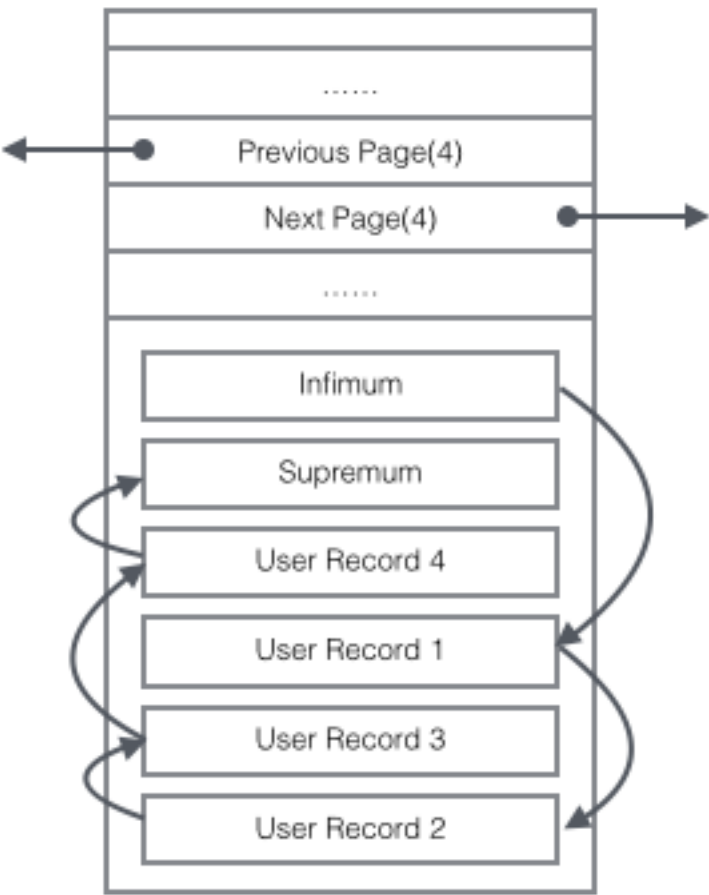 ......
Previous Page(4)
Next Page(4)
......
Infimum
Supremum
User Record 4
User Record 1
User Record 3
User Record 2